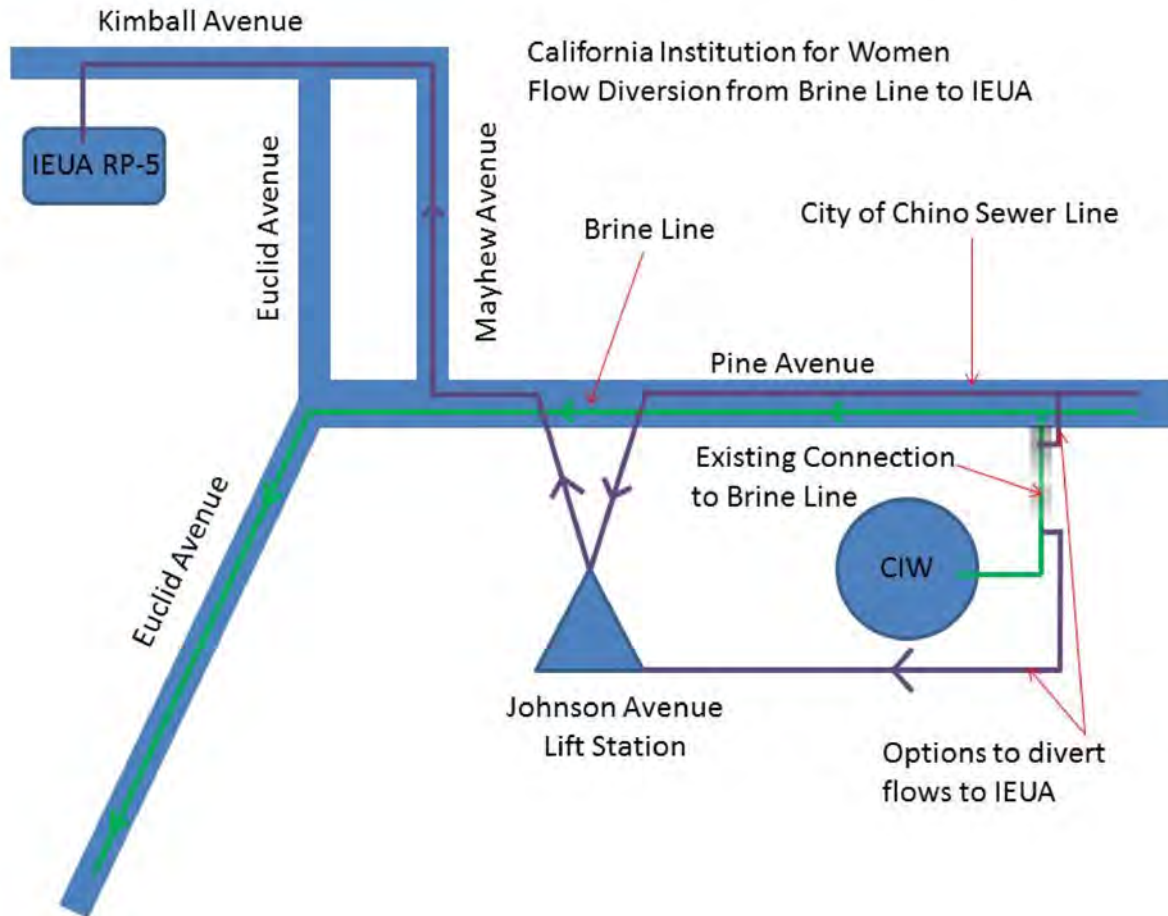 Kimball Avenue
California Institution for Women
Flow Diversion from Brine Line to IEUA
IEUA RP-5
Euclid Avenue
Mayhew Avenue
Brine Line
City of Chino Sewer Line
Pine Avenue
Existing Connection
to Brine Line
CIW
Euclid Avenue
Johnson Avenue
Lift Station
Options to divert
flows to IEUA